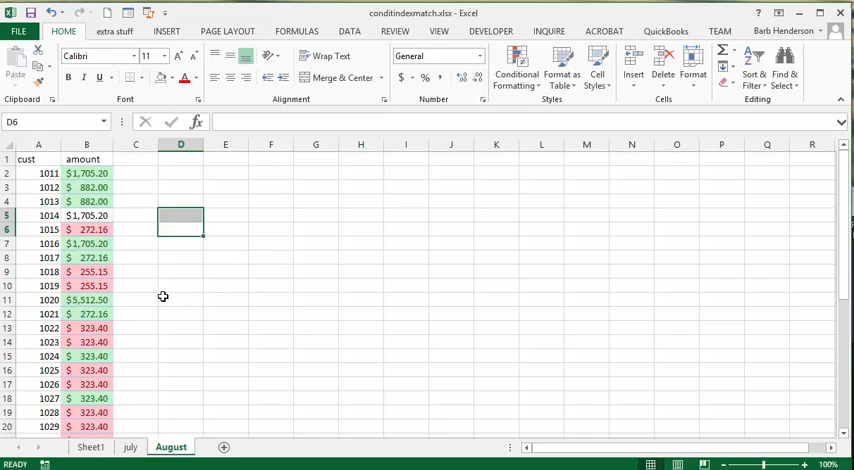 conditindexmatch.xlsx - Excel
FILE HOME extra stuff INSERT PAGE LAYOUT FORMULAS DATA REVIEW VIEW DEVELOPER INQUIRE ACROBAT QuickBooks TEAM Barb Henderson
Paste Calibri 11 Wrap Text General Conditional Formatting Format as Table Cell Styles Insert Delete Format Sort & Filter Find & Select
B I U Merge & Center $ % ,
Clipboard Font Alignment Number Styles Cells Editing
D6 fx
A B C D E F G H I J K L M N O P Q R
1 cust amount
2 1011 $1,705.20
3 1012 $ 882.00
4 1013 $ 882.00
5 1014 $1,705.20
6 1015 $ 272.16
7 1016 $1,705.20
8 1017 $ 272.16
9 1018 $ 255.15
10 1019 $ 255.15
11 1020 $5,512.50
12 1021 $ 272.16
13 1022 $ 323.40
14 1023 $ 323.40
15 1024 $ 323.40
16 1025 $ 323.40
17 1026 $ 323.40
18 1027 $ 323.40
19 1028 $ 323.40
20 1029 $ 323.40
Sheet1 july August
READY 100%